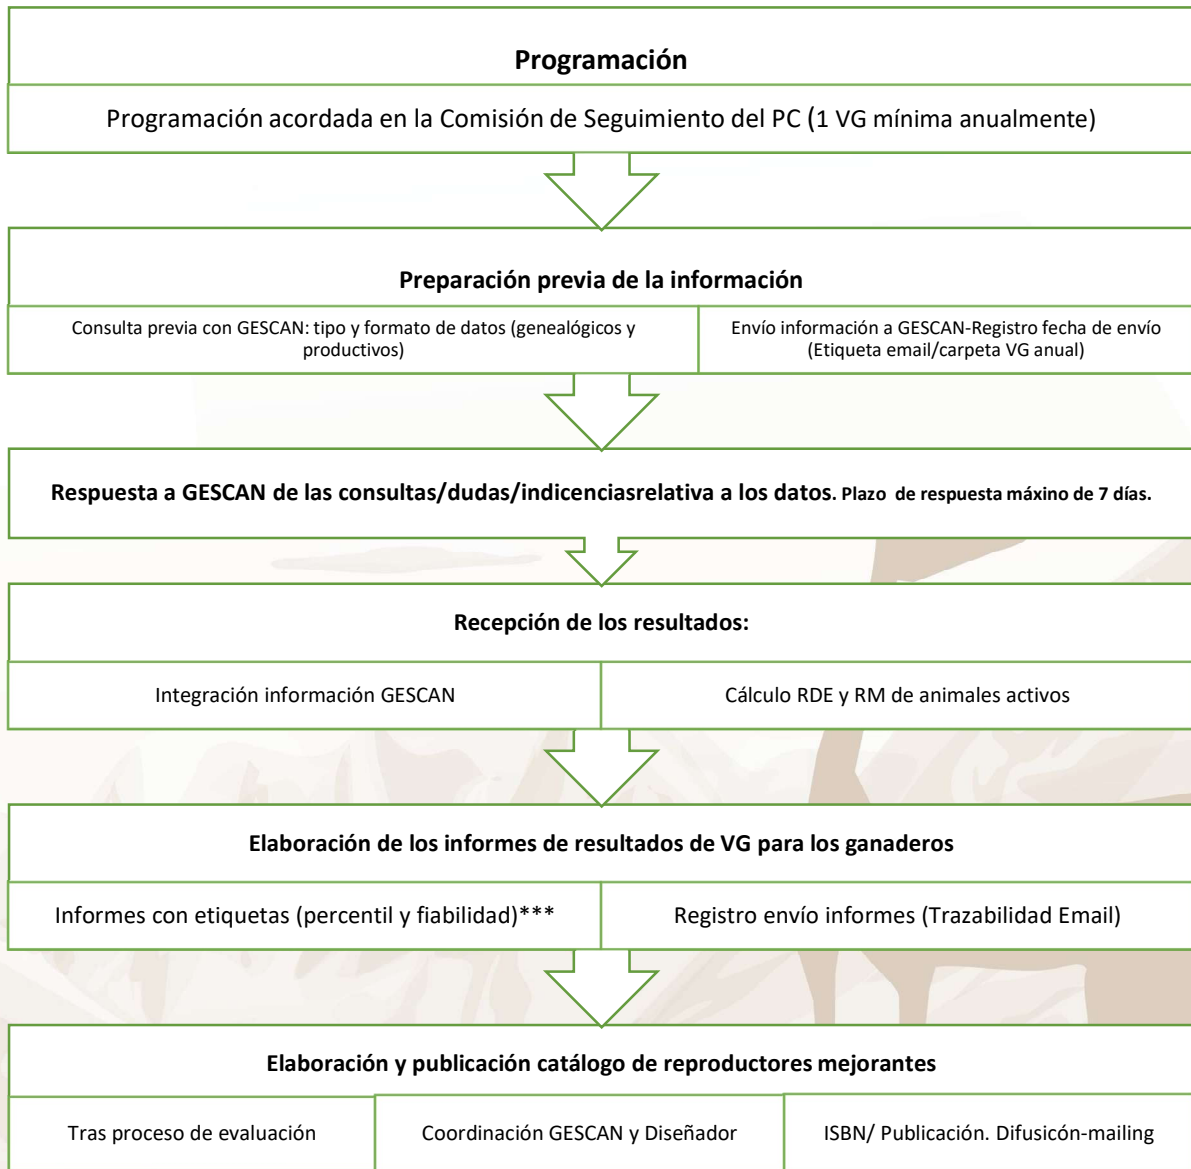 Programación
Programación acordada en la Comisión de Seguimiento del PC (1 VG mínima anualmente)
Preparación previa de la información
Consulta previa con GESCAN: tipo y formato de datos (genealógicos y
productivos)
Envío información a GESCAN-Registro fecha de envío
(Etiqueta email/carpeta VG anual)
Respuesta a GESCAN de las consultas/dudas/indicenciasrelativa a los datos. Plazo de respuesta máxino de 7 días.
Recepción de los resultados:
Integración información GESCAN
Cálculo RDE y RM de animales activos
Elaboración de los informes de resultados de VG para los ganaderos
Informes con etiquetas (percentil y fiabilidad)***
Registro envío informes (Trazabilidad Email)
Elaboración y publicación catálogo de reproductores mejorantes
Tras proceso de evaluación
Coordinación GESCAN y Diseñador
ISBN/ Publicación. Difusicón-mailing